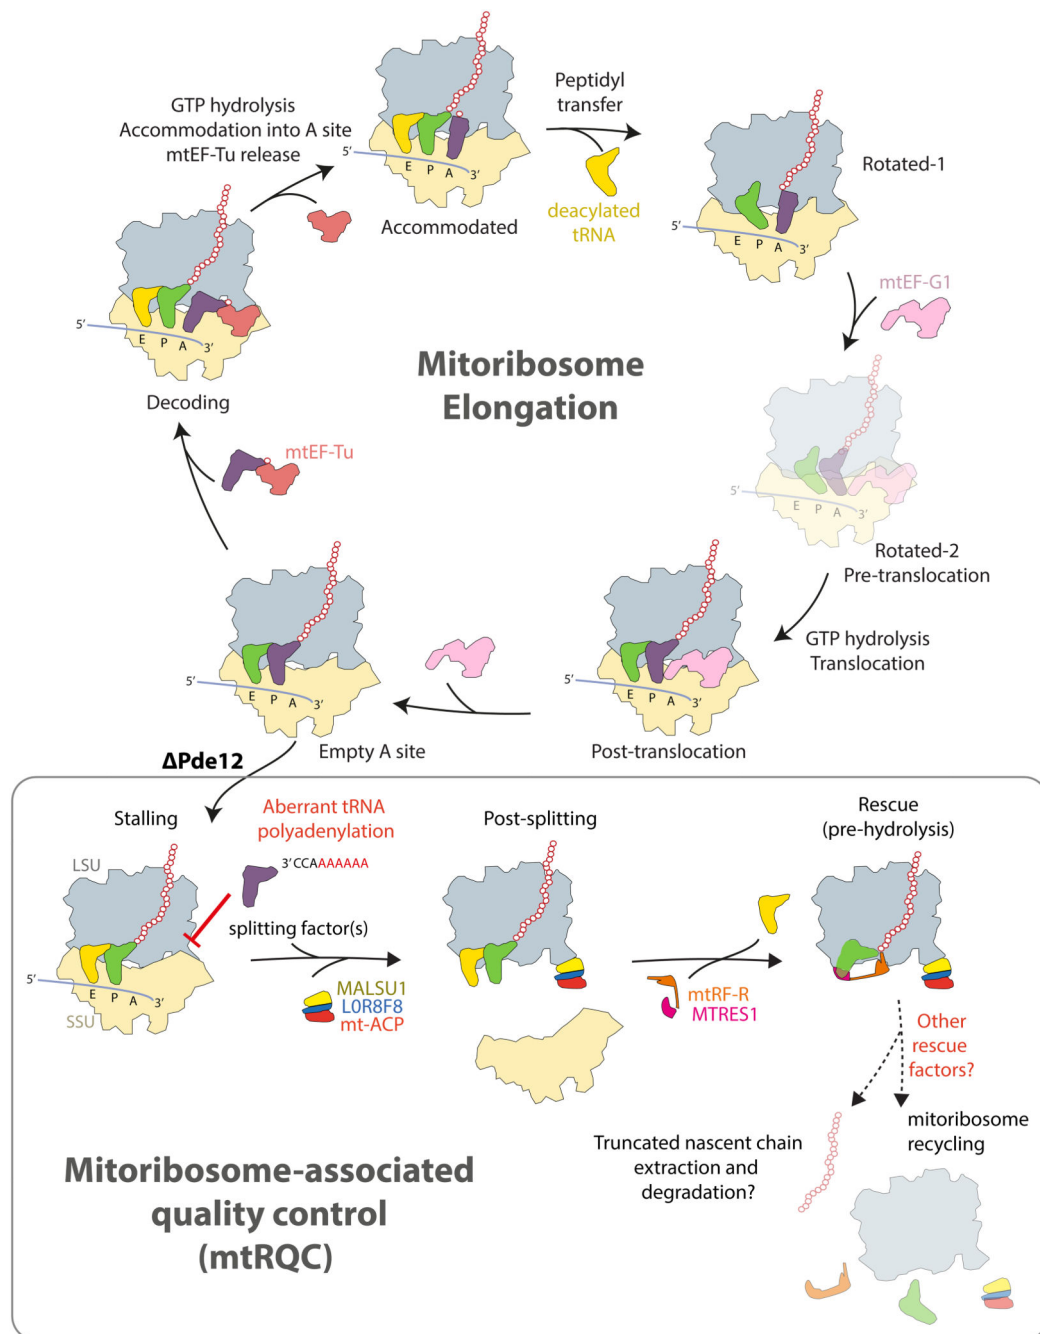 GTP hydrolysis
Accommodation into A site
mtEF-Tu release
5′
E P A
3′
Accommodated
Peptidyl
transfer
deacylated
tRNA
Rotated-1
5′
E P A
3′
mtEF-G1
5′
E P A
3′
Decoding
Mitoribosome
Elongation
mtEF-Tu
5′
E P A
3′
Rotated-2
Pre-translocation
GTP hydrolysis
Translocation
5′
E P A
3′
Empty A site
5′
E P A
3′
Post-translocation
ΔPde12
Stalling
LSU
Aberrant tRNA
polyadenylation
3′ CCAAAAAAA
splitting factor(s)
5′
E P A
3′
SSU
MALSU1
L0R8F8
mt-ACP
Post-splitting
mtRF-R
MTRES1
Rescue
(pre-hydrolysis)
Other
rescue
factors?
mitoribosome
recycling
Truncated nascent chain
extraction and
degradation?
Mitoribosome-associated
quality control
(mtRQC)